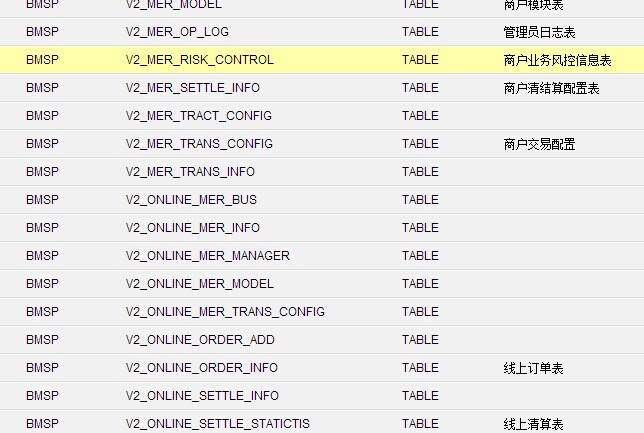 BMSP V2_MER_MODEL TABLE 商户模块表
BMSP V2_MER_OP_LOG TABLE 管理员日志表
BMSP V2_MER_RISK_CONTROL TABLE 商户业务风控信息表
BMSP V2_MER_SETTLE_INFO TABLE 商户清结算配置表
BMSP V2_MER_TRACT_CONFIG TABLE
BMSP V2_MER_TRANS_CONFIG TABLE 商户交易配置
BMSP V2_MER_TRANS_INFO TABLE
BMSP V2_ONLINE_MER_BUS TABLE
BMSP V2_ONLINE_MER_INFO TABLE
BMSP V2_ONLINE_MER_MANAGER TABLE
BMSP V2_ONLINE_MER_MODEL TABLE
BMSP V2_ONLINE_MER_TRANS_CONFIG TABLE
BMSP V2_ONLINE_ORDER_ADD TABLE
BMSP V2_ONLINE_ORDER_INFO TABLE 线上订单表
BMSP V2_ONLINE_SETTLE_INFO TABLE
BMSP V2_ONLINE_SETTLE_STATICTIS TABLE 线上清算表